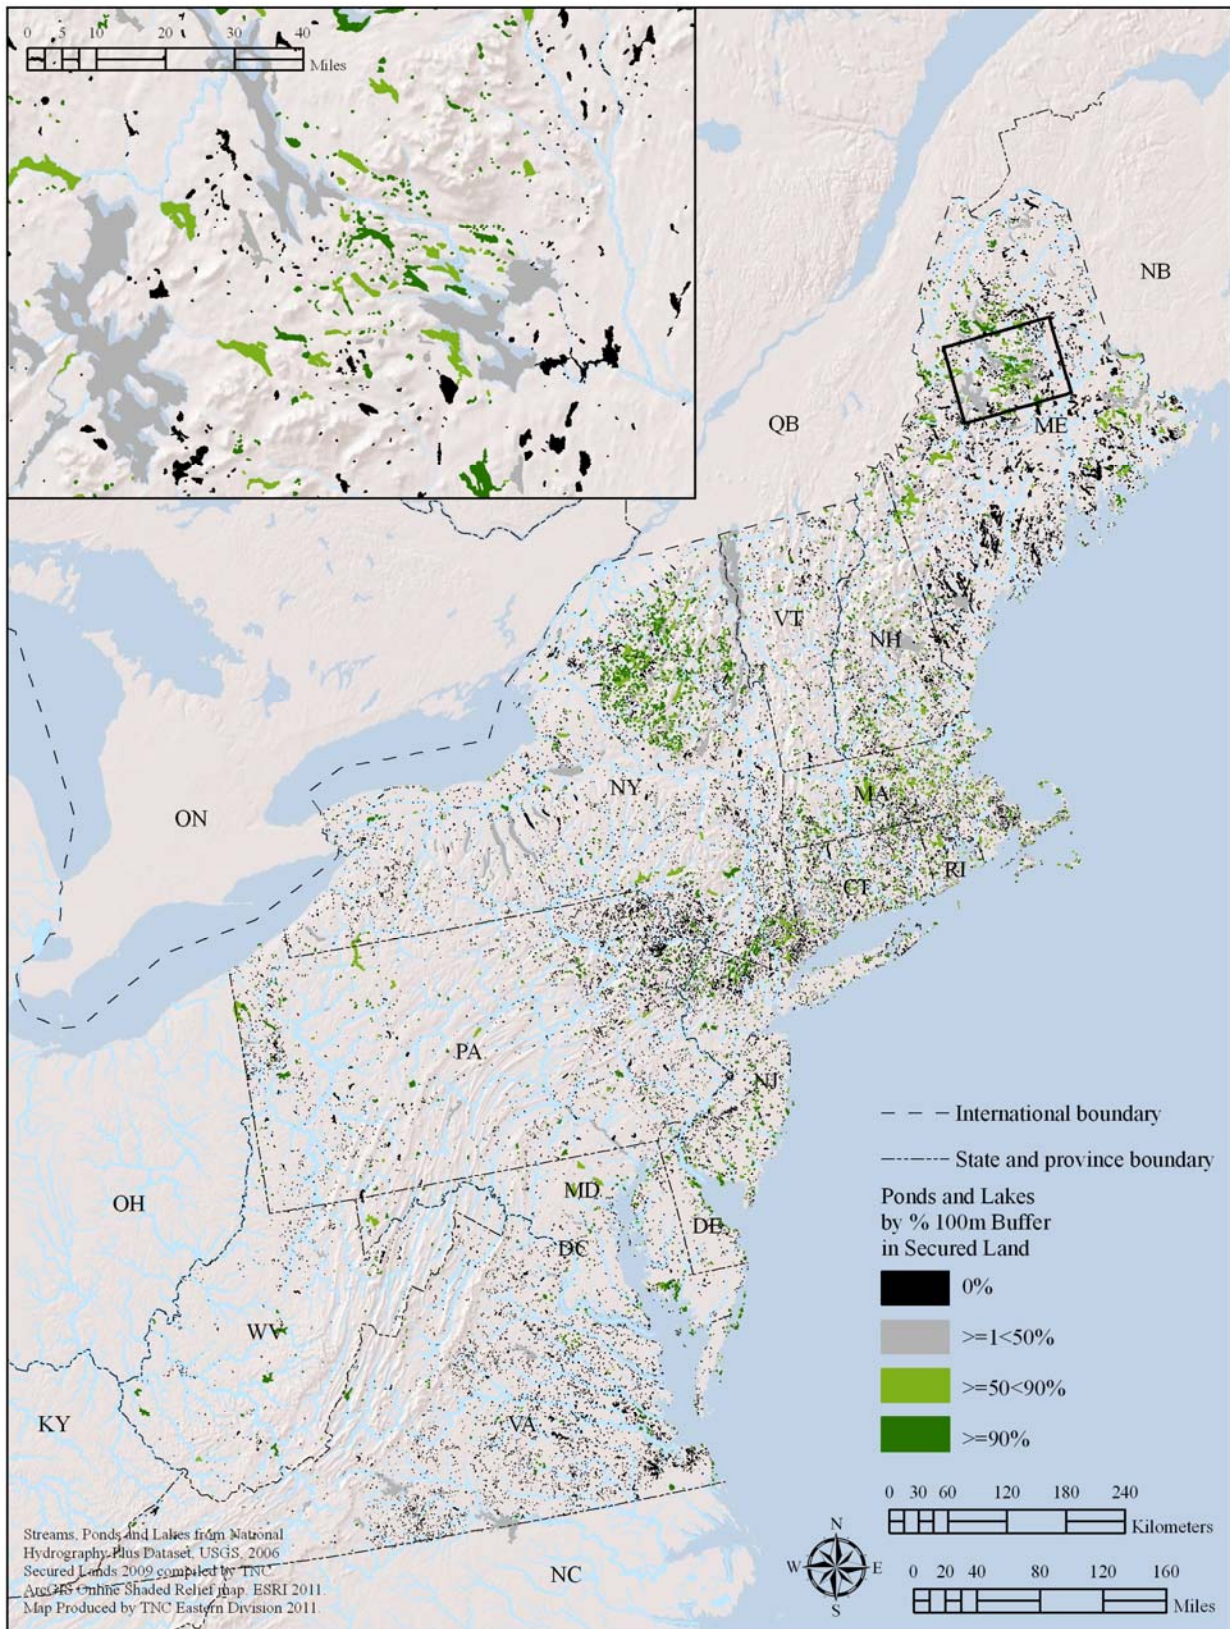 0 5 10 20 30 40
Miles
NB
ME
QB
VT
NH
NY
MA
ON
CT
RI
PA
NJ
OH
MD
DE
DC
WV
KY
VA
NC
International boundary
State and province boundary
Ponds and Lakes
by % 100m Buffer
in Secured Land
0%
>=1<50%
>=50<90%
>=90%
0 30 60 120 180 240
Kilometers
N
W E
S
0 20 40 80 120 160
Miles
Streams, Ponds and Lakes from National
Hydrography Plus Dataset, USGS, 2006
Secured Lands 2009 compiled by TNC
ArcGIS Online Shaded Relief map. ESRI 2011.
Map Produced by TNC Eastern Division 2011.